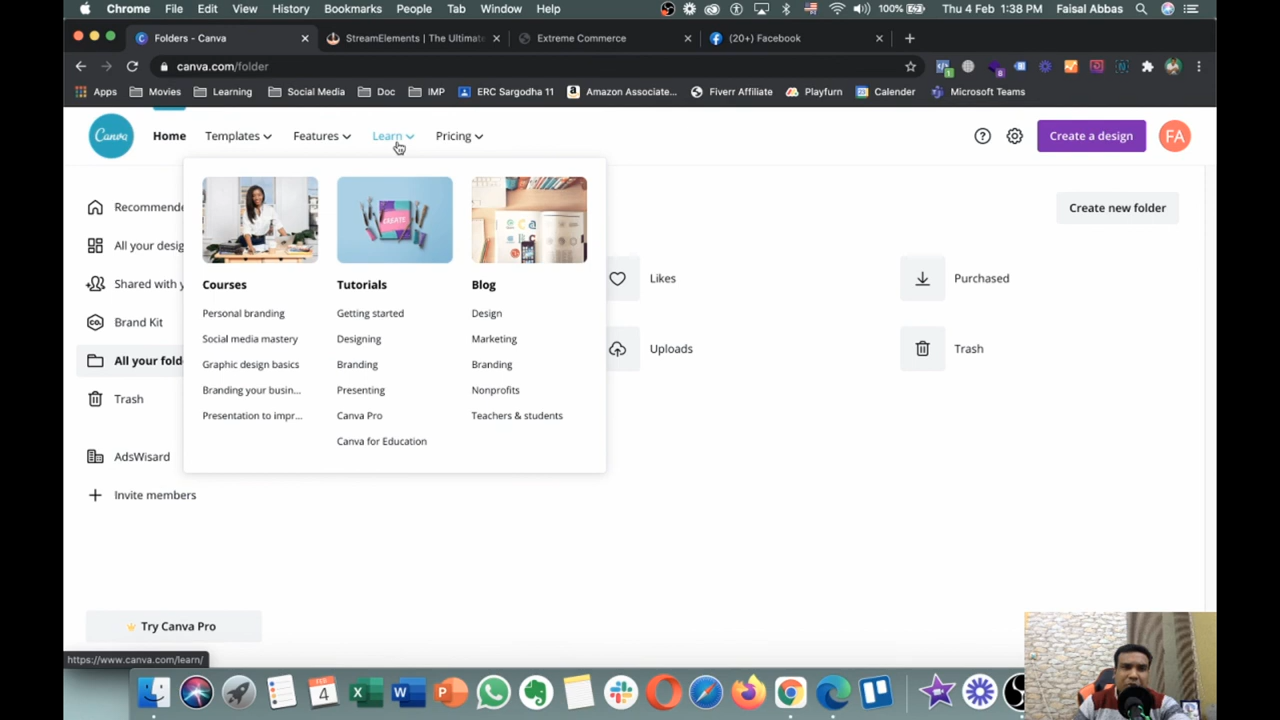 Chrome File Edit View History Bookmarks People Tab Window Help 100% Thu 4 Feb 1:38 PM Faisal Abbas
Folders - Canva StreamElements | The Ultimate Extreme Commerce (20+) Facebook
canva.com/folder
Apps Movies Learning Social Media Doc IMP ERC Sargodha 11 Amazon Associate... Fiverr Affiliate Playfurn Calender Microsoft Teams
Canva Home Templates Features Learn Pricing Create a design FA
Recommende
All your desig
Shared with y
Brand Kit
All your fold
Trash
AdsWisard
Invite members
Try Canva Pro
Courses
Personal branding
Social media mastery
Graphic design basics
Branding your busin...
Presentation to impr...
Tutorials
Getting started
Designing
Branding
Presenting
Canva Pro
Canva for Education
Blog
Design
Marketing
Branding
Nonprofits
Teachers & students
CREATE
Create new folder
Likes
Purchased
Uploads
Trash
https://www.canva.com/learn/
FEB
4